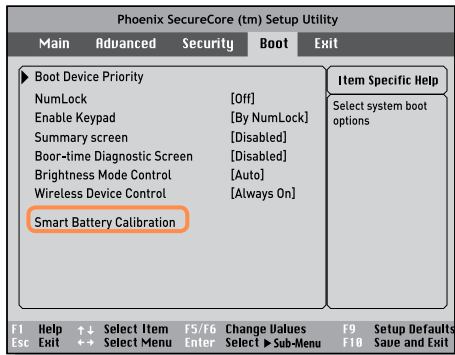 Phoenix SecureCore (tm) Setup Utility
Main Advanced Security Boot Exit
Boot Device Priority
NumLock [Off]
Enable Keypad [By NumLock]
Summary screen [Disabled]
Boor-time Diagnostic Screen [Disabled]
Brightness Mode Control [Auto]
Wireless Device Control [Always On]
Smart Battery Calibration
Item Specific Help
Select system boot
options
F1 Help ↑↓ Select Item F5/F6 Change Values F9 Setup Defaults
Esc Exit ←→ Select Menu Enter Select ▶ Sub-Menu F10 Save and Exit